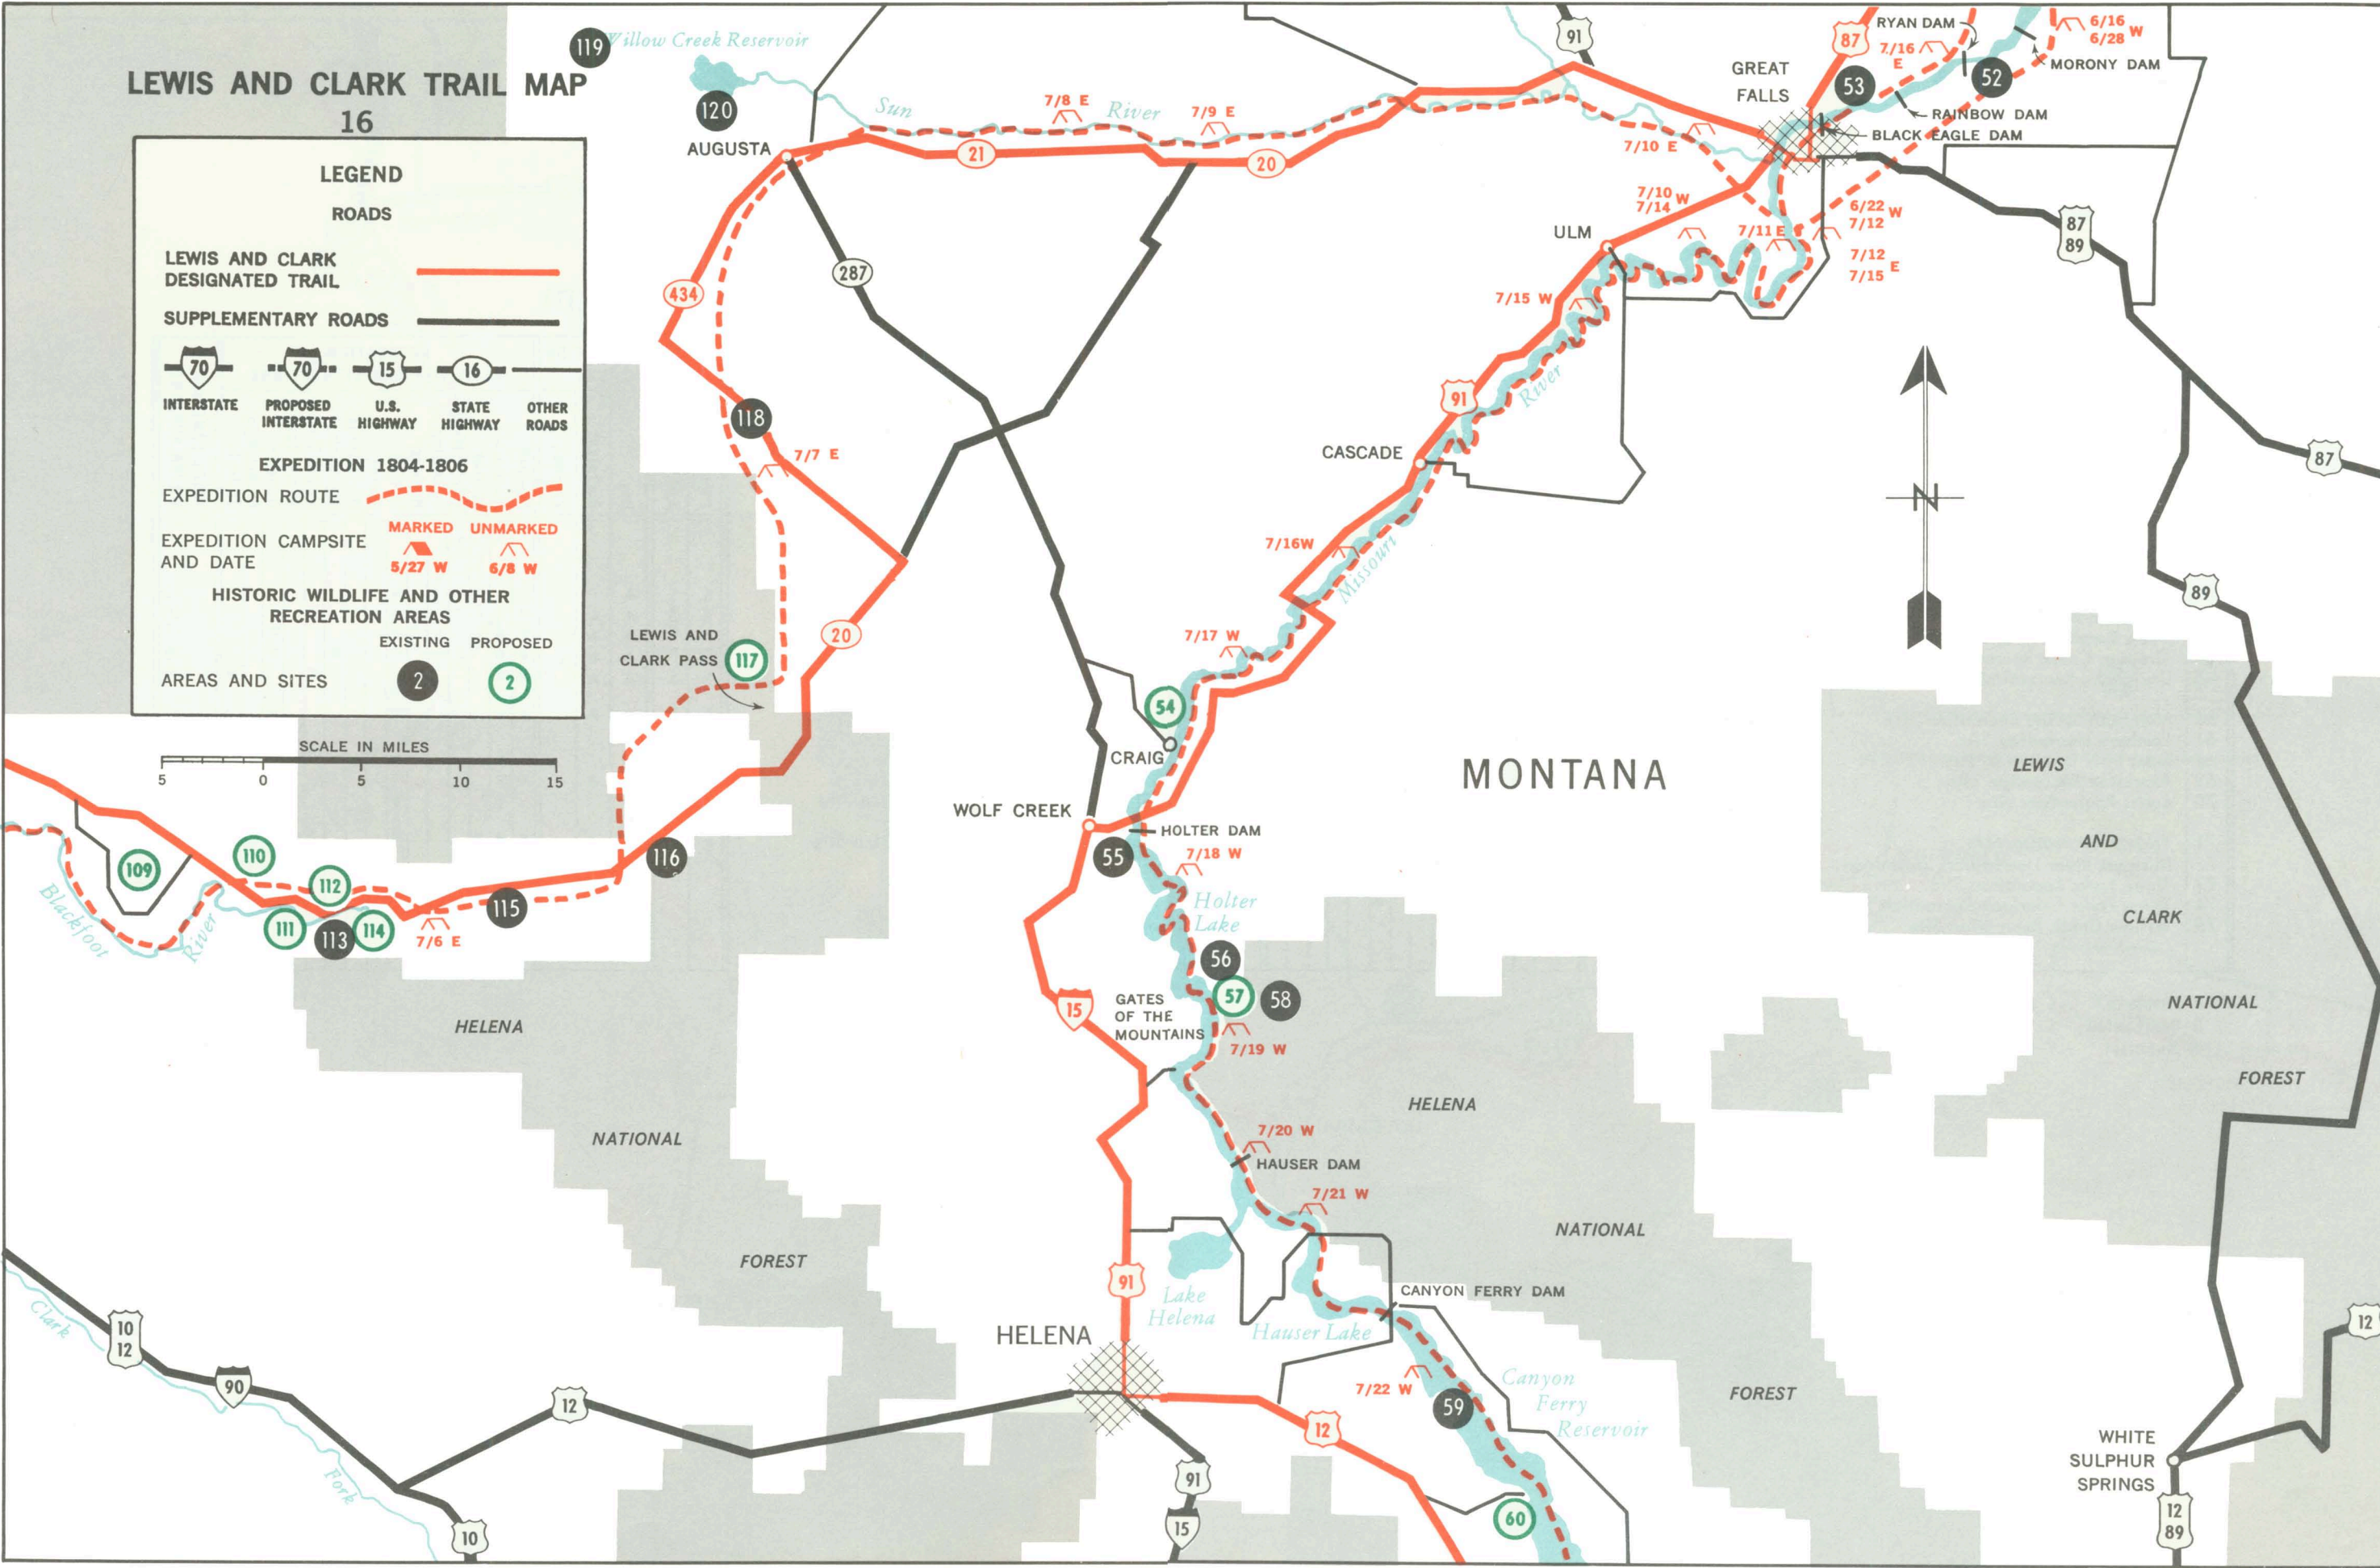 LEWIS AND CLARK TRAIL MAP
16
LEGEND
ROADS
LEWIS AND CLARK
DESIGNATED TRAIL
SUPPLEMENTARY ROADS
70
70
15
16
INTERSTATE
PROPOSED
INTERSTATE
U.S.
HIGHWAY
STATE
HIGHWAY
OTHER
ROADS
EXPEDITION 1804-1806
EXPEDITION ROUTE
MARKED
UNMARKED
EXPEDITION CAMPSITE
AND DATE
5/27 W
6/8 W
HISTORIC WILDLIFE AND OTHER
RECREATION AREAS
EXISTING
PROPOSED
AREAS AND SITES
2
2
SCALE IN MILES
5
0
5
10
15
119
Willow Creek Reservoir
120
AUGUSTA
Sun
River
7/8 E
7/9 E
21
20
91
87
RYAN DAM
7/16
E
6/16
6/28 W
MORONY DAM
GREAT
FALLS
53
52
RAINBOW DAM
BLACK EAGLE DAM
7/10 E
7/10
7/14 W
6/22
7/12 W
7/11 E
7/12
7/15 E
ULM
87
89
434
287
7/15 W
118
7/7 E
91
River
CASCADE
87
7/16W
Missouri
N
89
20
LEWIS AND
CLARK PASS
117
7/17 W
54
CRAIG
MONTANA
LEWIS
AND
CLARK
NATIONAL
FOREST
WOLF CREEK
HOLTER DAM
55
7/18 W
Holter
Lake
109
110
112
116
115
111
113
114
7/6 E
Blackfoot
River
56
57
58
15
GATES
OF THE
MOUNTAINS
7/19 W
HELENA
NATIONAL
FOREST
HELENA
NATIONAL
FOREST
7/20 W
HAUSER DAM
7/21 W
91
Lake
Helena
CANYON FERRY DAM
Hauser Lake
HELENA
7/22 W
59
Canyon
Ferry
Reservoir
Clark
Fork
10
12
90
12
10
12
91
15
60
12
WHITE
SULPHUR
SPRINGS
12
89